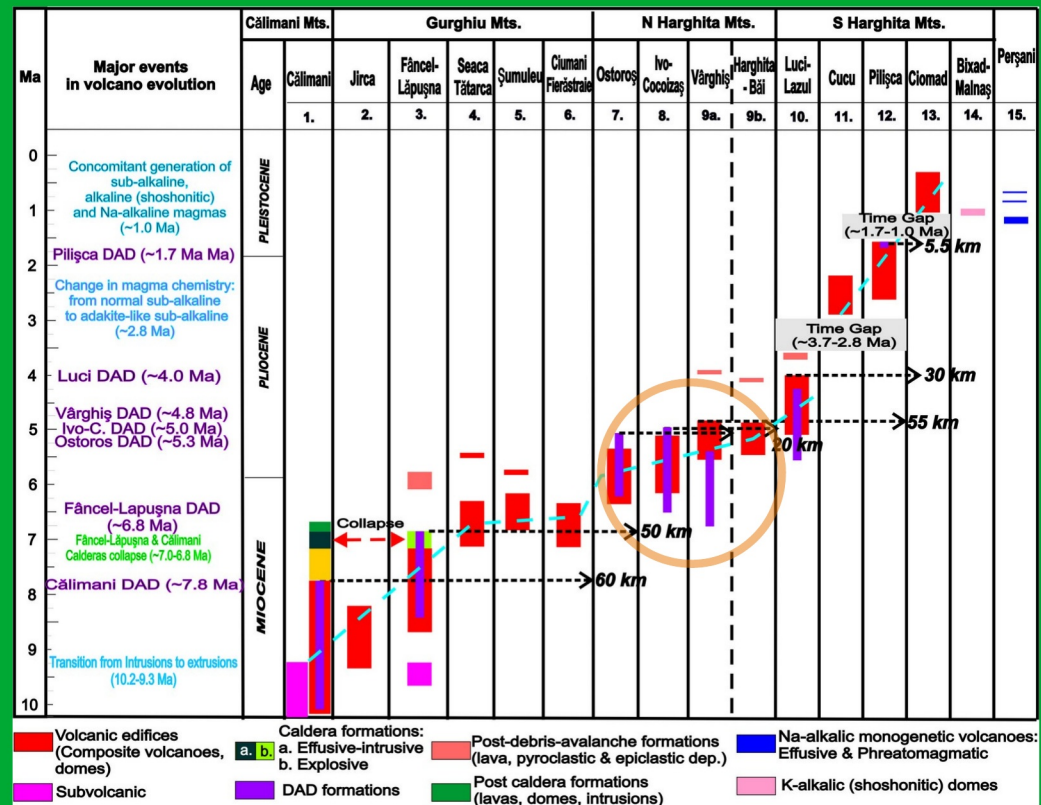 Călimani Mts.
Gurghiu Mts.
N Harghita Mts.
S Harghita Mts.
Ma
Major events
in volcano evolution
Age
Călimani
Jirca
Fâncel-
Lăpușna
Seaca
Tătarca
Șumuleu
Ciumani
Fierăstraie
Ostoroș
Ivo-
Cocoizaș
Vârghiș
Harghita
- Băi
Luci-
Lazul
Cucu
Pilișca
Ciomad
Bixad-
Malnaș
Perșani
1.
2.
3.
4.
5.
6.
7.
8.
9a.
9b.
10.
11.
12.
13.
14.
15.
0
1
2
3
4
5
6
7
8
9
10
Concomitant generation of
sub-alkaline,
alkaline (shoshonitic)
and Na-alkaline magmas
(~1.0 Ma)
Pilișca DAD (~1.7 Ma Ma)
Change in magma chemistry:
from normal sub-alkaline
to adakite-like sub-alkaline
(~2.8 Ma)
Luci DAD (~4.0 Ma)
Vârghiș DAD (~4.8 Ma)
Ivo-C. DAD (~5.0 Ma)
Ostoros DAD (~5.3 Ma)
Fâncel-Lapușna DAD
(~6.8 Ma)
Fâncel-Lăpușna & Călimani
Calderas collapse (~7.0-6.8 Ma)
Călimani DAD (~7.8 Ma)
Transition from Intrusions to extrusions
(10.2-9.3 Ma)
PLEISTOCENE
PLIOCENE
MIOCENE
Time Gap
(~1.7-1.0 Ma)
5.5 km
Time Gap
(~3.7-2.8 Ma)
30 km
55 km
20 km
Collapse
50 km
60 km
Volcanic edifices
(Composite volcanoes,
domes)
Subvolcanic
Caldera formations:
a. b.
a. Effusive-intrusive
b. Explosive
DAD formations
Post-debris-avalanche formations
(lava, pyroclastic & epiclastic dep.)
Post caldera formations
(lavas, domes, intrusions)
Na-alkalic monogenetic volcanoes:
Effusive & Phreatomagmatic
K-alkalic (shoshonitic) domes